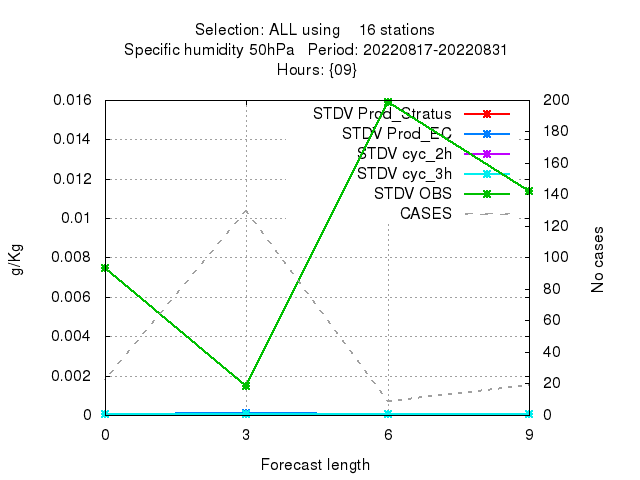 Selection: ALL using 16 stations
Specific humidity 50hPa Period: 20220817-20220831
Hours: {09}
0.016
0.014
0.012
0.01
0.008
0.006
0.004
0.002
0
200
180
160
140
120
100
80
60
40
20
0
STDV Prod_Stratus
STDV Prod_EC
STDV cyc_2h
STDV cyc_3h
STDV OBS
CASES
g/Kg
No cases
0 3 6 9
Forecast length